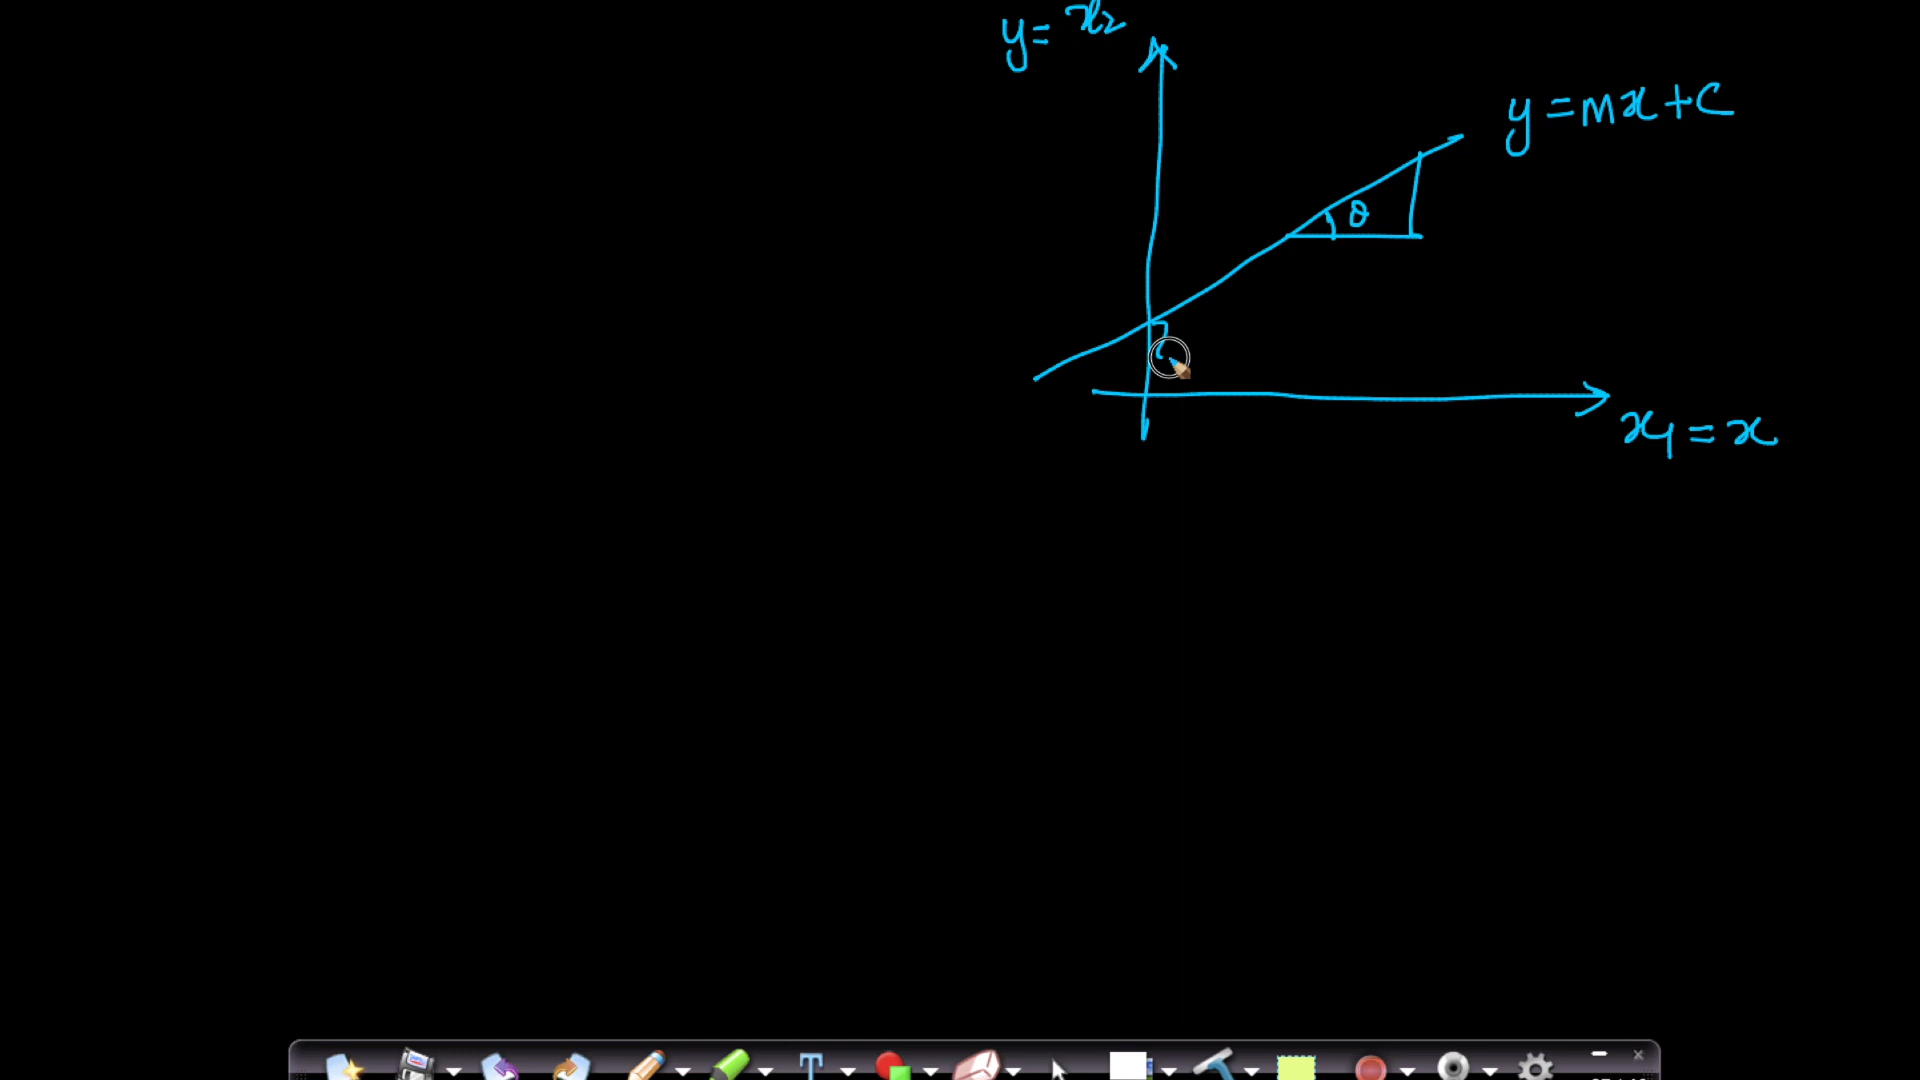 y = x₂
y = mx + c
θ
x₁ = x